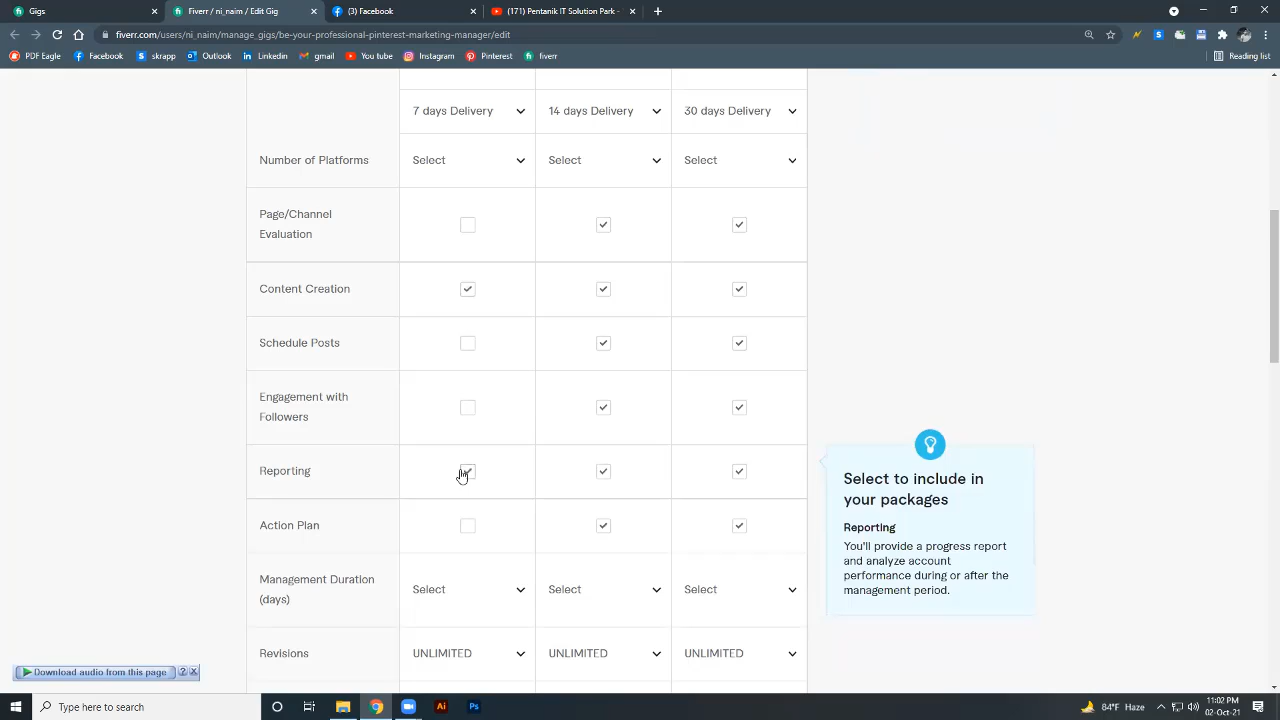 Gigs
Fiverr / ni_naim / Edit Gig
(3) Facebook
(171) Pentanik IT Solution Park -
fiverr.com/users/ni_naim/manage_gigs/be-your-professional-pinterest-marketing-manager/edit
PDF Eagle
Facebook
skrapp
Outlook
Linkedin
gmail
You tube
Instagram
Pinterest
fiverr
Reading list
7 days Delivery
14 days Delivery
30 days Delivery
Number of Platforms
Select
Select
Select
Page/Channel
Evaluation
Content Creation
Schedule Posts
Engagement with
Followers
Reporting
Action Plan
Management Duration
(days)
Select
Select
Select
Revisions
UNLIMITED
UNLIMITED
UNLIMITED
Select to include in
your packages
Reporting
You'll provide a progress report
and analyze account
performance during or after the
management period.
Download audio from this page
Type here to search
84°F Haze
11:02 PM
02-Oct-21